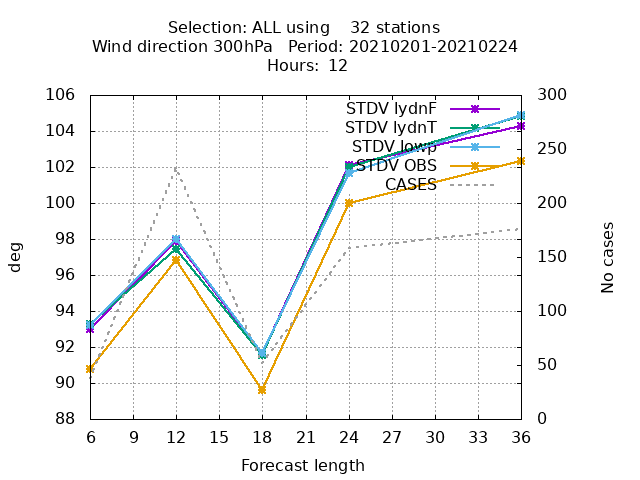 Selection: ALL using 32 stations
Wind direction 300hPa Period: 20210201-20210224
Hours: 12
106
104
102
100
98
96
94
92
90
88
300
250
200
150
100
50
0
STDV lydnF
STDV lydnT
STDV lowp
STDV OBS
CASES
deg
No cases
6 9 12 15 18 21 24 27 30 33 36
Forecast length